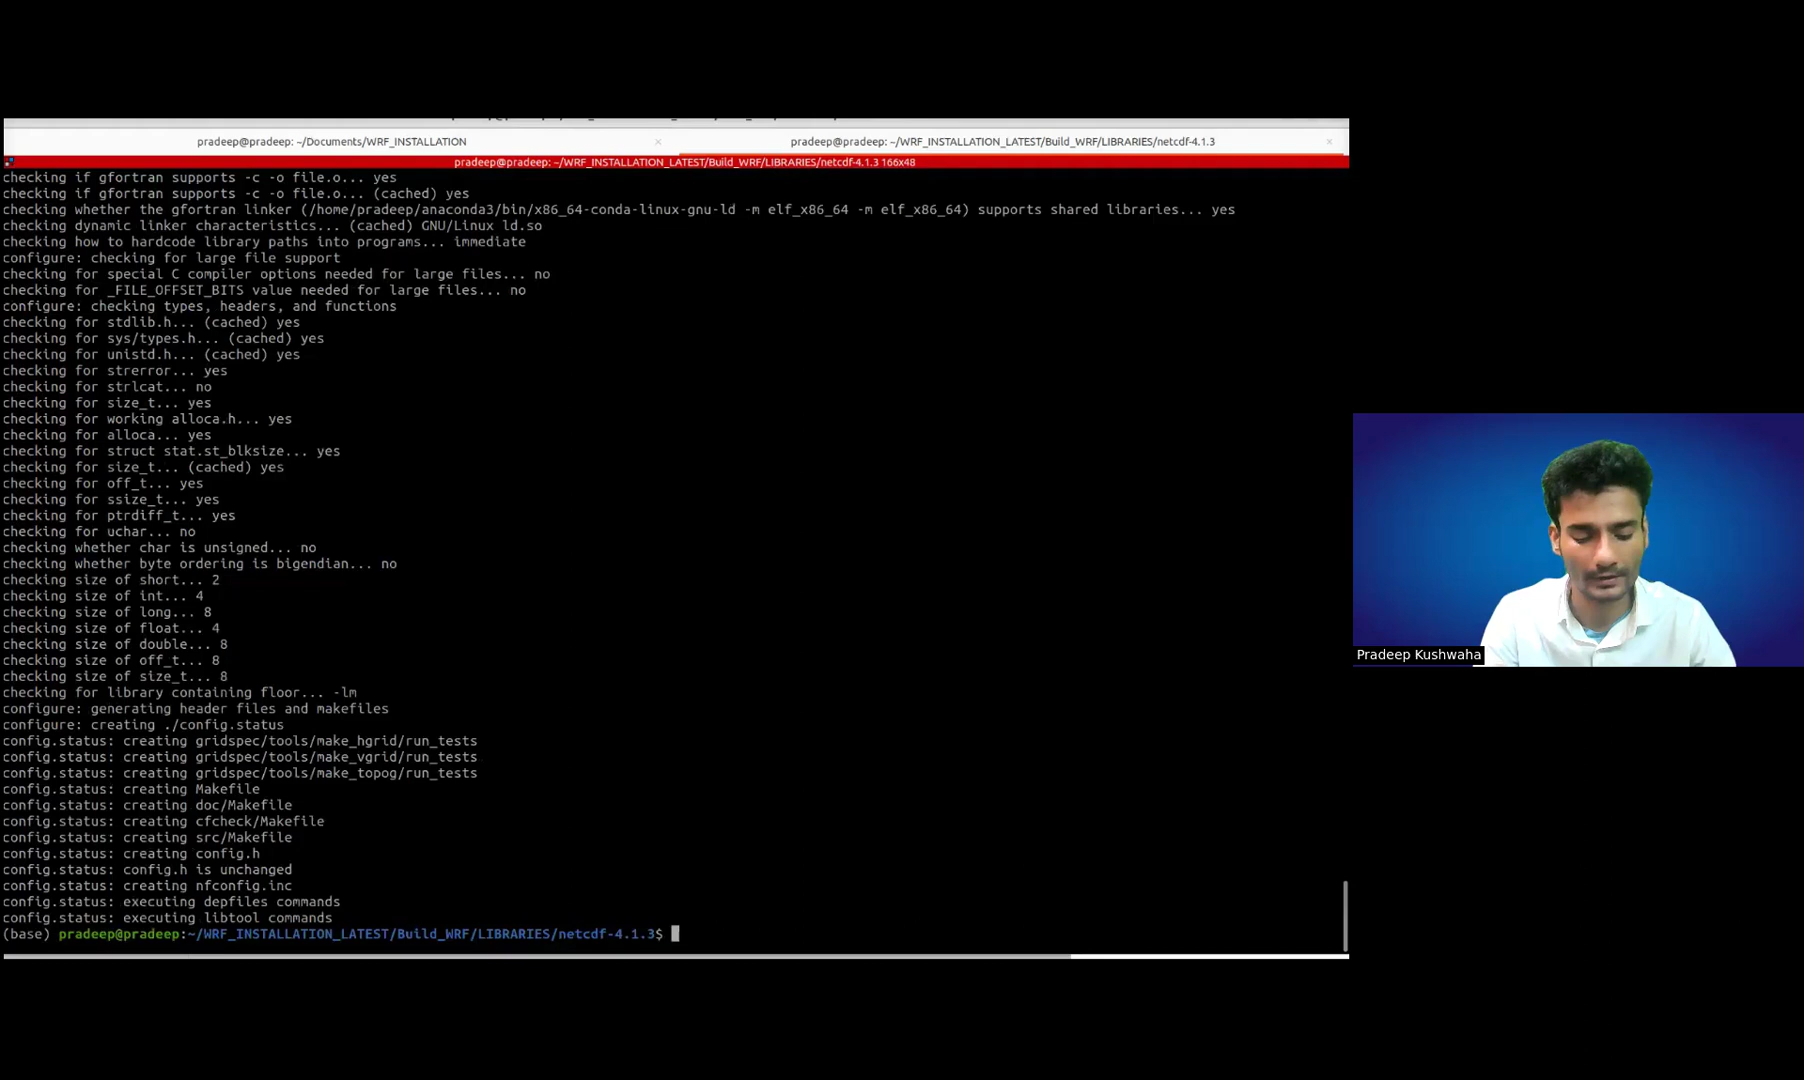 pradeep@pradeep: ~/Documents/WRF_INSTALLATION
×
pradeep@pradeep: ~/WRF_INSTALLATION_LATEST/Build_WRF/LIBRARIES/netcdf-4.1.3
×
pradeep@pradeep: ~/WRF_INSTALLATION_LATEST/Build_WRF/LIBRARIES/netcdf-4.1.3 166x48
checking if gfortran supports -c -o file.o... yes
checking if gfortran supports -c -o file.o... (cached) yes
checking whether the gfortran linker (/home/pradeep/anaconda3/bin/x86_64-conda-linux-gnu-ld -m elf_x86_64 -m elf_x86_64) supports shared libraries... yes
checking dynamic linker characteristics... (cached) GNU/Linux ld.so
checking how to hardcode library paths into programs... immediate
configure: checking for large file support
checking for special C compiler options needed for large files... no
checking for _FILE_OFFSET_BITS value needed for large files... no
configure: checking types, headers, and functions
checking for stdlib.h... (cached) yes
checking for sys/types.h... (cached) yes
checking for unistd.h... (cached) yes
checking for strerror... yes
checking for strlcat... no
checking for size_t... yes
checking for working alloca.h... yes
checking for alloca... yes
checking for struct stat.st_blksize... yes
checking for size_t... (cached) yes
checking for off_t... yes
checking for ssize_t... yes
checking for ptrdiff_t... yes
checking for uchar... no
checking whether char is unsigned... no
checking whether byte ordering is bigendian... no
checking size of short... 2
checking size of int... 4
checking size of long... 8
checking size of float... 4
checking size of double... 8
checking size of off_t... 8
checking size of size_t... 8
checking for library containing floor... -lm
configure: generating header files and makefiles
configure: creating ./config.status
config.status: creating gridspec/tools/make_hgrid/run_tests
config.status: creating gridspec/tools/make_vgrid/run_tests
config.status: creating gridspec/tools/make_topog/run_tests
config.status: creating Makefile
config.status: creating doc/Makefile
config.status: creating cfcheck/Makefile
config.status: creating src/Makefile
config.status: creating config.h
config.status: config.h is unchanged
config.status: creating nfconfig.inc
config.status: executing depfiles commands
config.status: executing libtool commands
(base) pradeep@pradeep:~/WRF_INSTALLATION_LATEST/Build_WRF/LIBRARIES/netcdf-4.1.3$
Pradeep Kushwaha